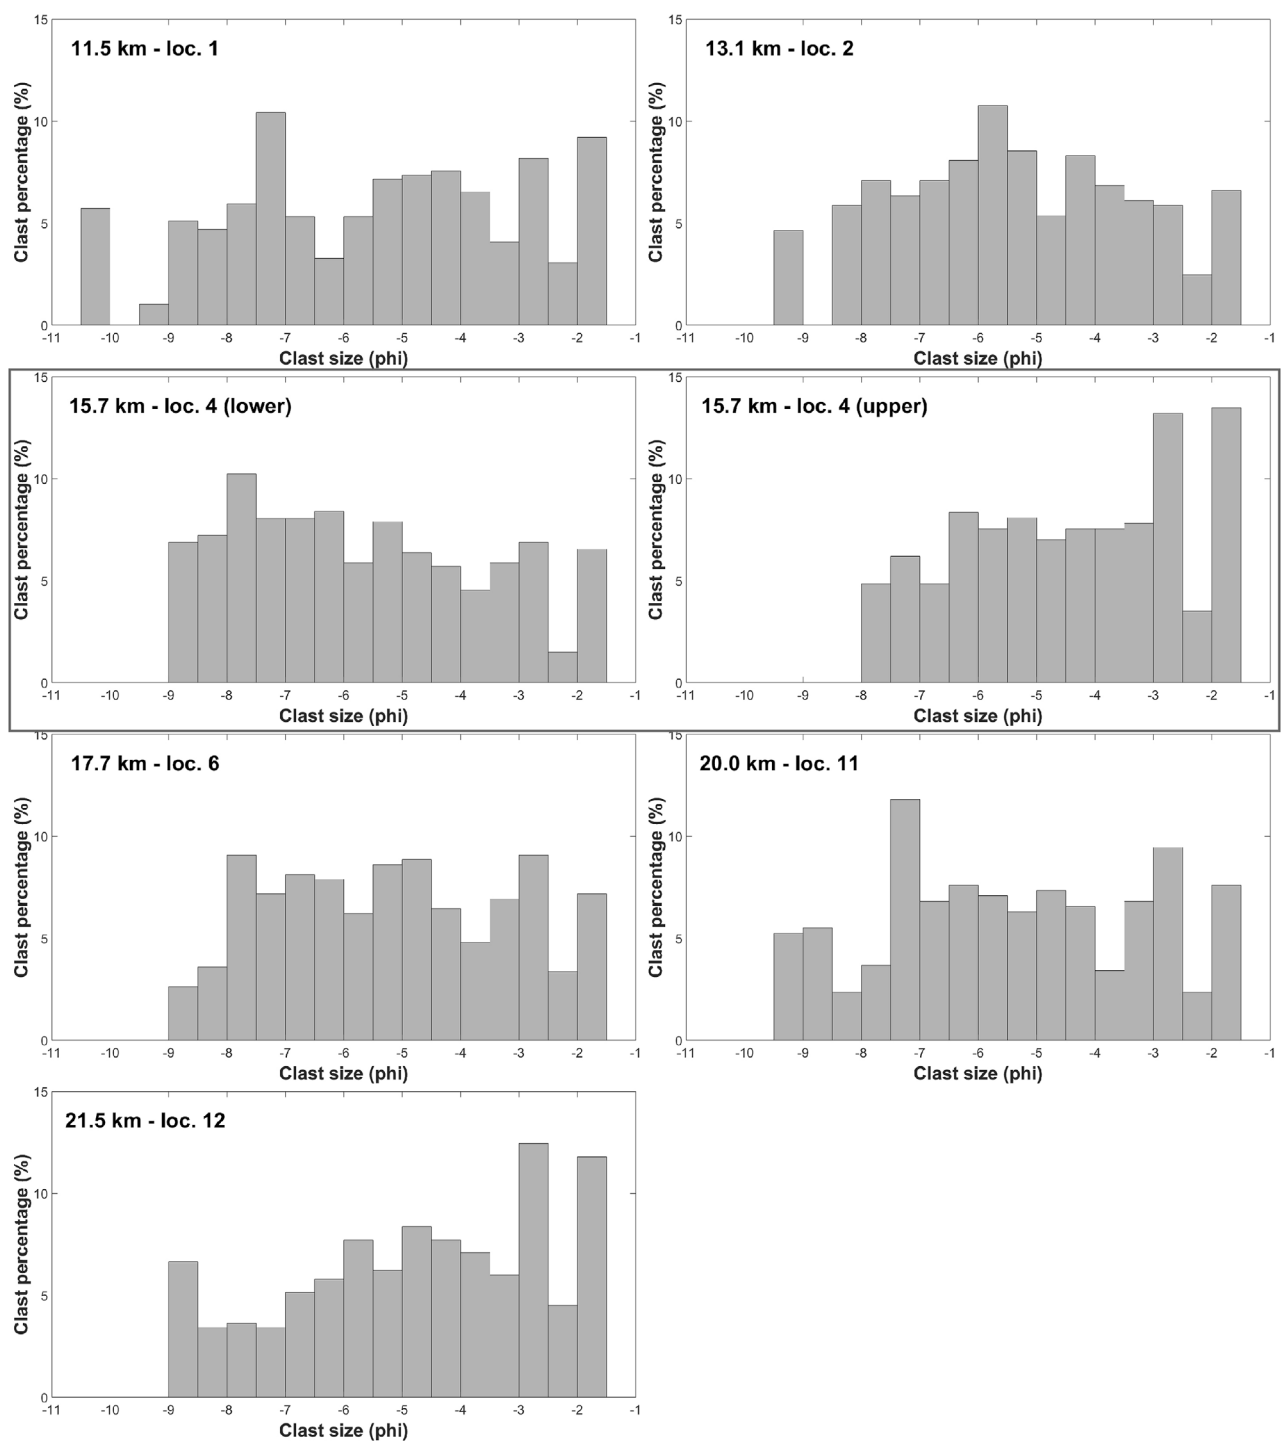 11.5 km - loc. 1
Clast percentage (%)
15
10
5
0
-11 -10 -9 -8 -7 -6 -5 -4 -3 -2 -1
Clast size (phi)
13.1 km - loc. 2
Clast percentage (%)
15
10
5
0
-11 -10 -9 -8 -7 -6 -5 -4 -3 -2 -1
Clast size (phi)
15.7 km - loc. 4 (lower)
Clast percentage (%)
15
10
5
0
-11 -10 -9 -8 -7 -6 -5 -4 -3 -2 -1
Clast size (phi)
15.7 km - loc. 4 (upper)
Clast percentage (%)
15
10
5
0
-11 -10 -9 -8 -7 -6 -5 -4 -3 -2 -1
Clast size (phi)
17.7 km - loc. 6
Clast percentage (%)
15
10
5
0
-11 -10 -9 -8 -7 -6 -5 -4 -3 -2 -1
Clast size (phi)
20.0 km - loc. 11
Clast percentage (%)
15
10
5
0
-11 -10 -9 -8 -7 -6 -5 -4 -3 -2 -1
Clast size (phi)
21.5 km - loc. 12
Clast percentage (%)
15
10
5
0
-11 -10 -9 -8 -7 -6 -5 -4 -3 -2 -1
Clast size (phi)